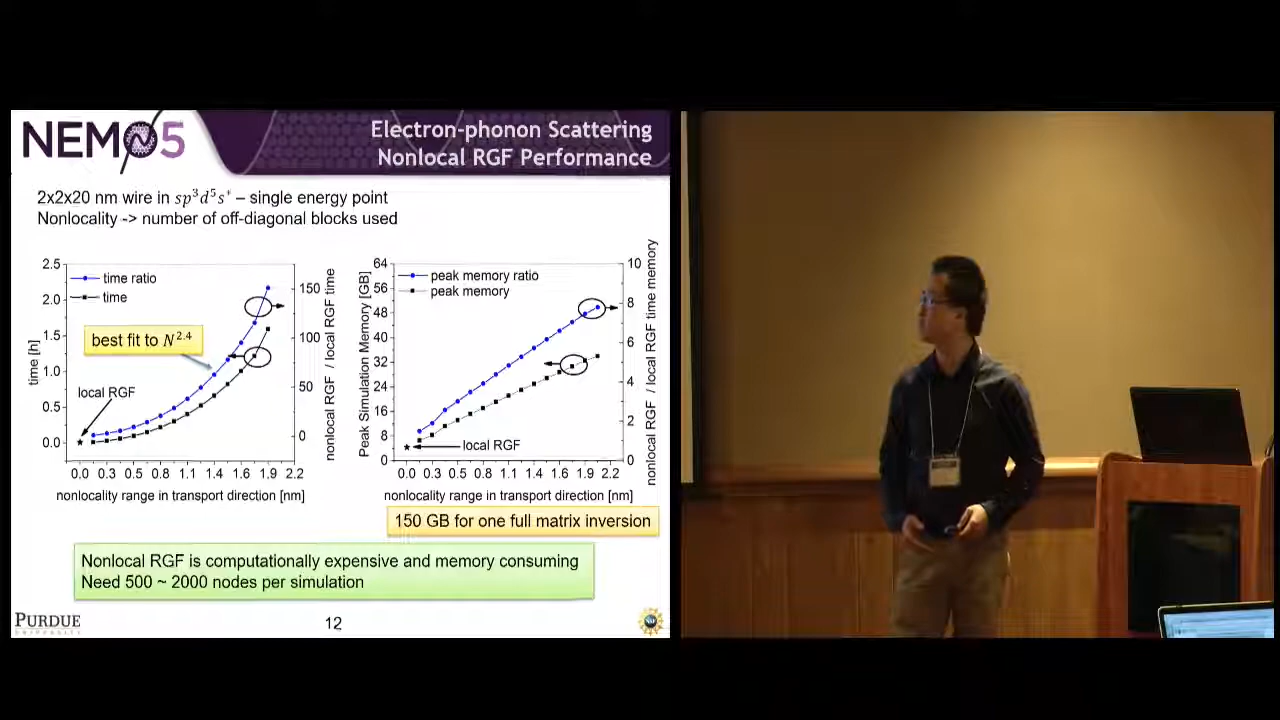 NEMO5
Electron-phonon Scattering
Nonlocal RGF Performance
2x2x20 nm wire in sp³d⁵s* – single energy point
Nonlocality -> number of off-diagonal blocks used
2.5
2.0
1.5
1.0
0.5
0.0
time [h]
time ratio
time
best fit to N^2.4
local RGF
150
100
50
0
nonlocal RGF / local RGF time
0.0 0.3 0.6 0.8 1.1 1.4 1.6 1.9 2.2
nonlocality range in transport direction [nm]
64
56
48
40
32
24
16
8
0
Peak Simulation Memory [GB]
peak memory ratio
peak memory
local RGF
10
8
6
4
2
0
nonlocal RGF / local RGF time memory
0.0 0.3 0.5 0.8 1.1 1.4 1.6 1.9 2.2
nonlocality range in transport direction [nm]
150 GB for one full matrix inversion
Nonlocal RGF is computationally expensive and memory consuming
Need 500 ~ 2000 nodes per simulation
PURDUE
UNIVERSITY
12
NSF